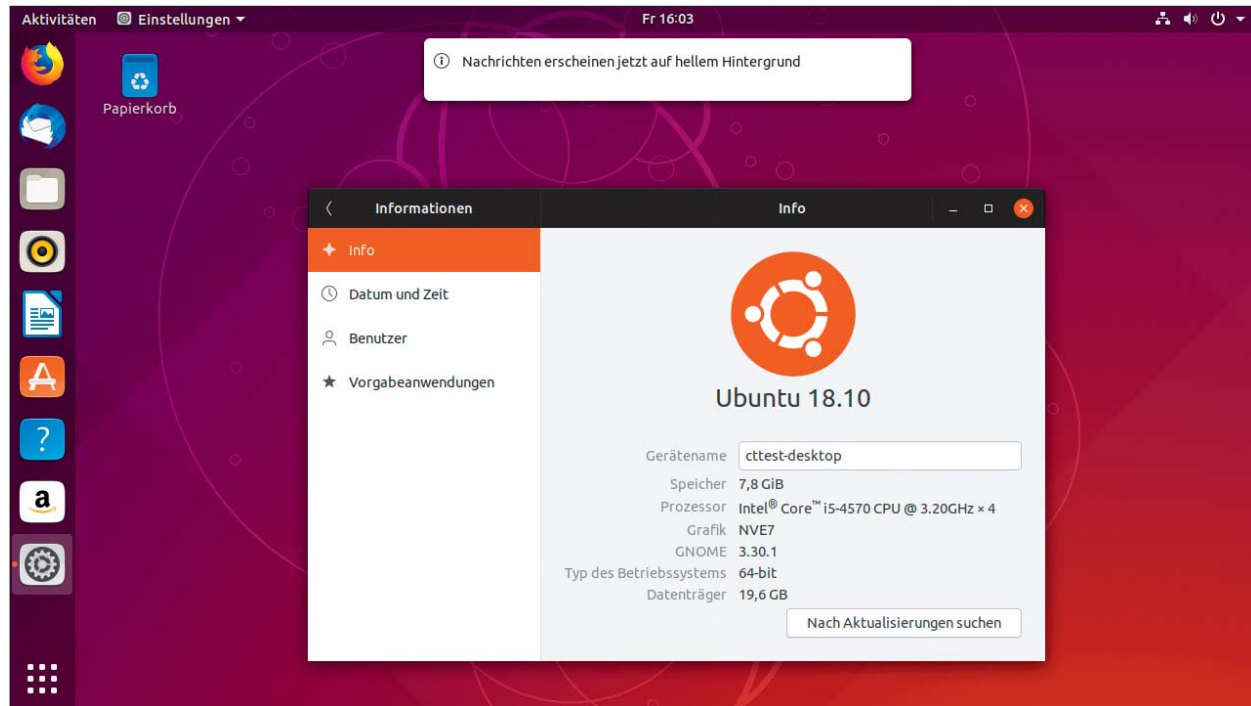 Aktivitäten Einstellungen Fr 16:03
Nachrichten erscheinen jetzt auf hellem Hintergrund
Papierkorb
Informationen Info
Info
Datum und Zeit
Benutzer
Vorgabeanwendungen
Ubuntu 18.10
Gerätename cttest-desktop
Speicher 7,8 GiB
Prozessor Intel® Core™ i5-4570 CPU @ 3.20GHz × 4
Grafik NVE7
GNOME 3.30.1
Typ des Betriebssystems 64-bit
Datenträger 19,6 GB
Nach Aktualisierungen suchen
A
?
a